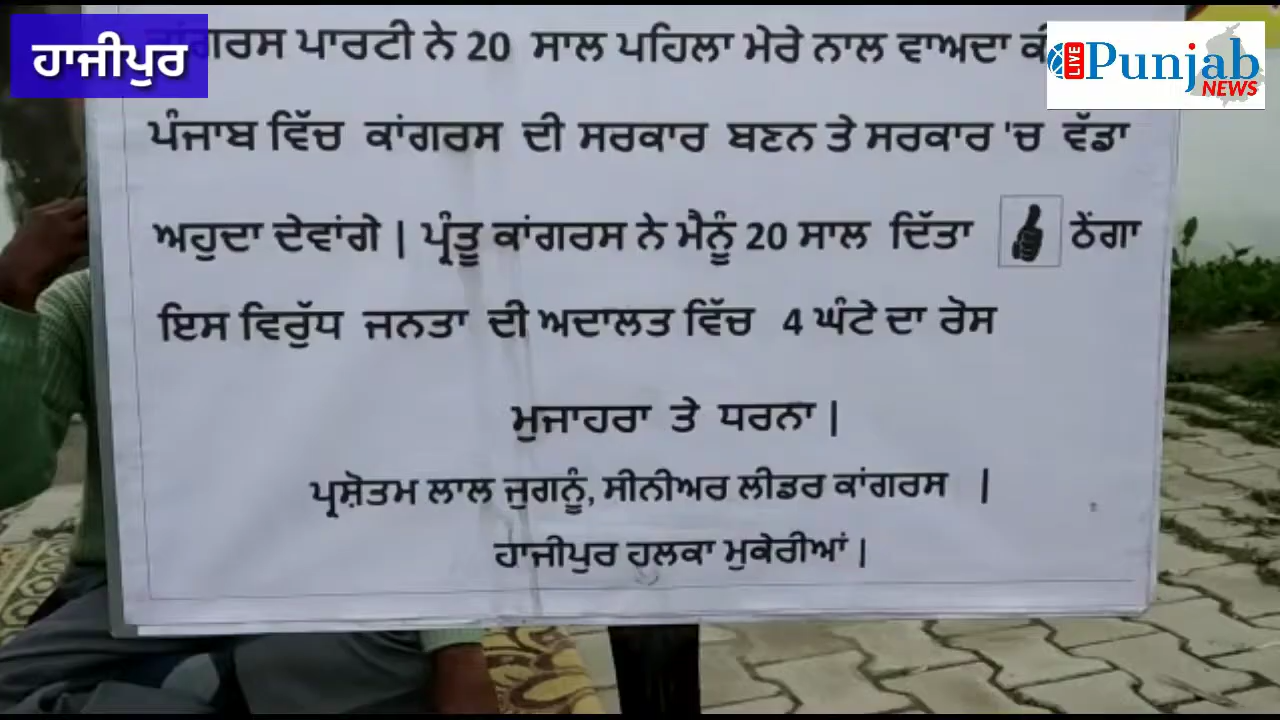 ਹਾਜੀਪੁਰ
LIVE Punjab NEWS
ਪਾਰਟੀ ਨੇ 20 ਸਾਲ ਪਹਿਲਾ ਮੇਰੇ ਨਾਲ ਵਾਅਦਾ
ਪੰਜਾਬ ਵਿੱਚ ਕਾਂਗਰਸ ਦੀ ਸਰਕਾਰ ਬਣਨ ਤੇ ਸਰਕਾਰ 'ਚ ਵੱਡਾ
ਅਹੁਦਾ ਦੇਵਾਂਗੇ | ਪ੍ਰੰਤੂ ਕਾਂਗਰਸ ਨੇ ਮੈਨੂੰ 20 ਸਾਲ ਦਿੱਤਾ ਠੇਂਗਾ
ਇਸ ਵਿਰੁੱਧ ਜਨਤਾ ਦੀ ਅਦਾਲਤ ਵਿੱਚ 4 ਘੰਟੇ ਦਾ ਰੋਸ
ਮੁਜਾਹਰਾ ਤੇ ਧਰਨਾ |
ਪ੍ਰਸ਼ੋਤਮ ਲਾਲ ਜੁਗਨੂੰ, ਸੀਨੀਅਰ ਲੀਡਰ ਕਾਂਗਰਸ |
ਹਾਜੀਪੁਰ ਹਲਕਾ ਮੁਕੇਰੀਆਂ |